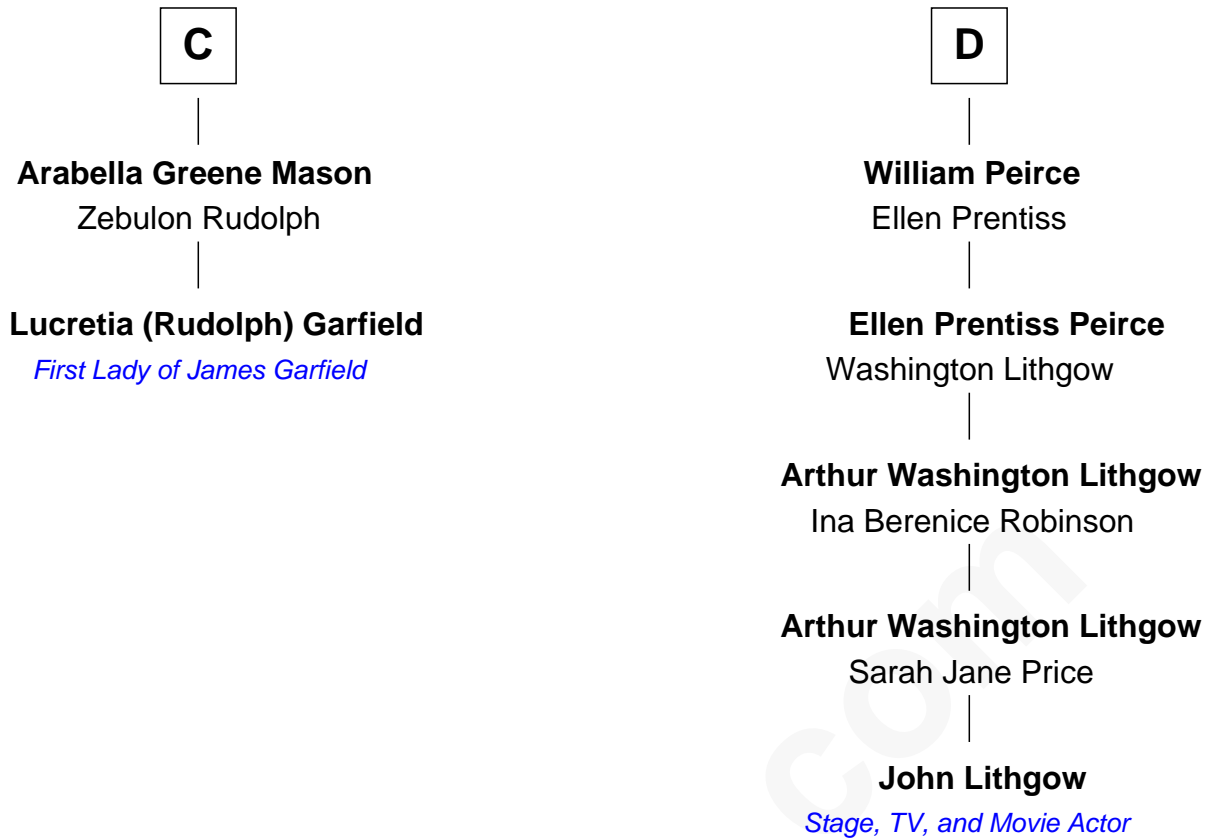 C
Arabella Greene Mason
Zebulon Rudolph
Lucretia (Rudolph) Garfield
First Lady of James Garfield
D
William Peirce
Ellen Prentiss
Ellen Prentiss Peirce
Washington Lithgow
Arthur Washington Lithgow
Ina Berenice Robinson
Arthur Washington Lithgow
Sarah Jane Price
John Lithgow
Stage, TV, and Movie Actor
com